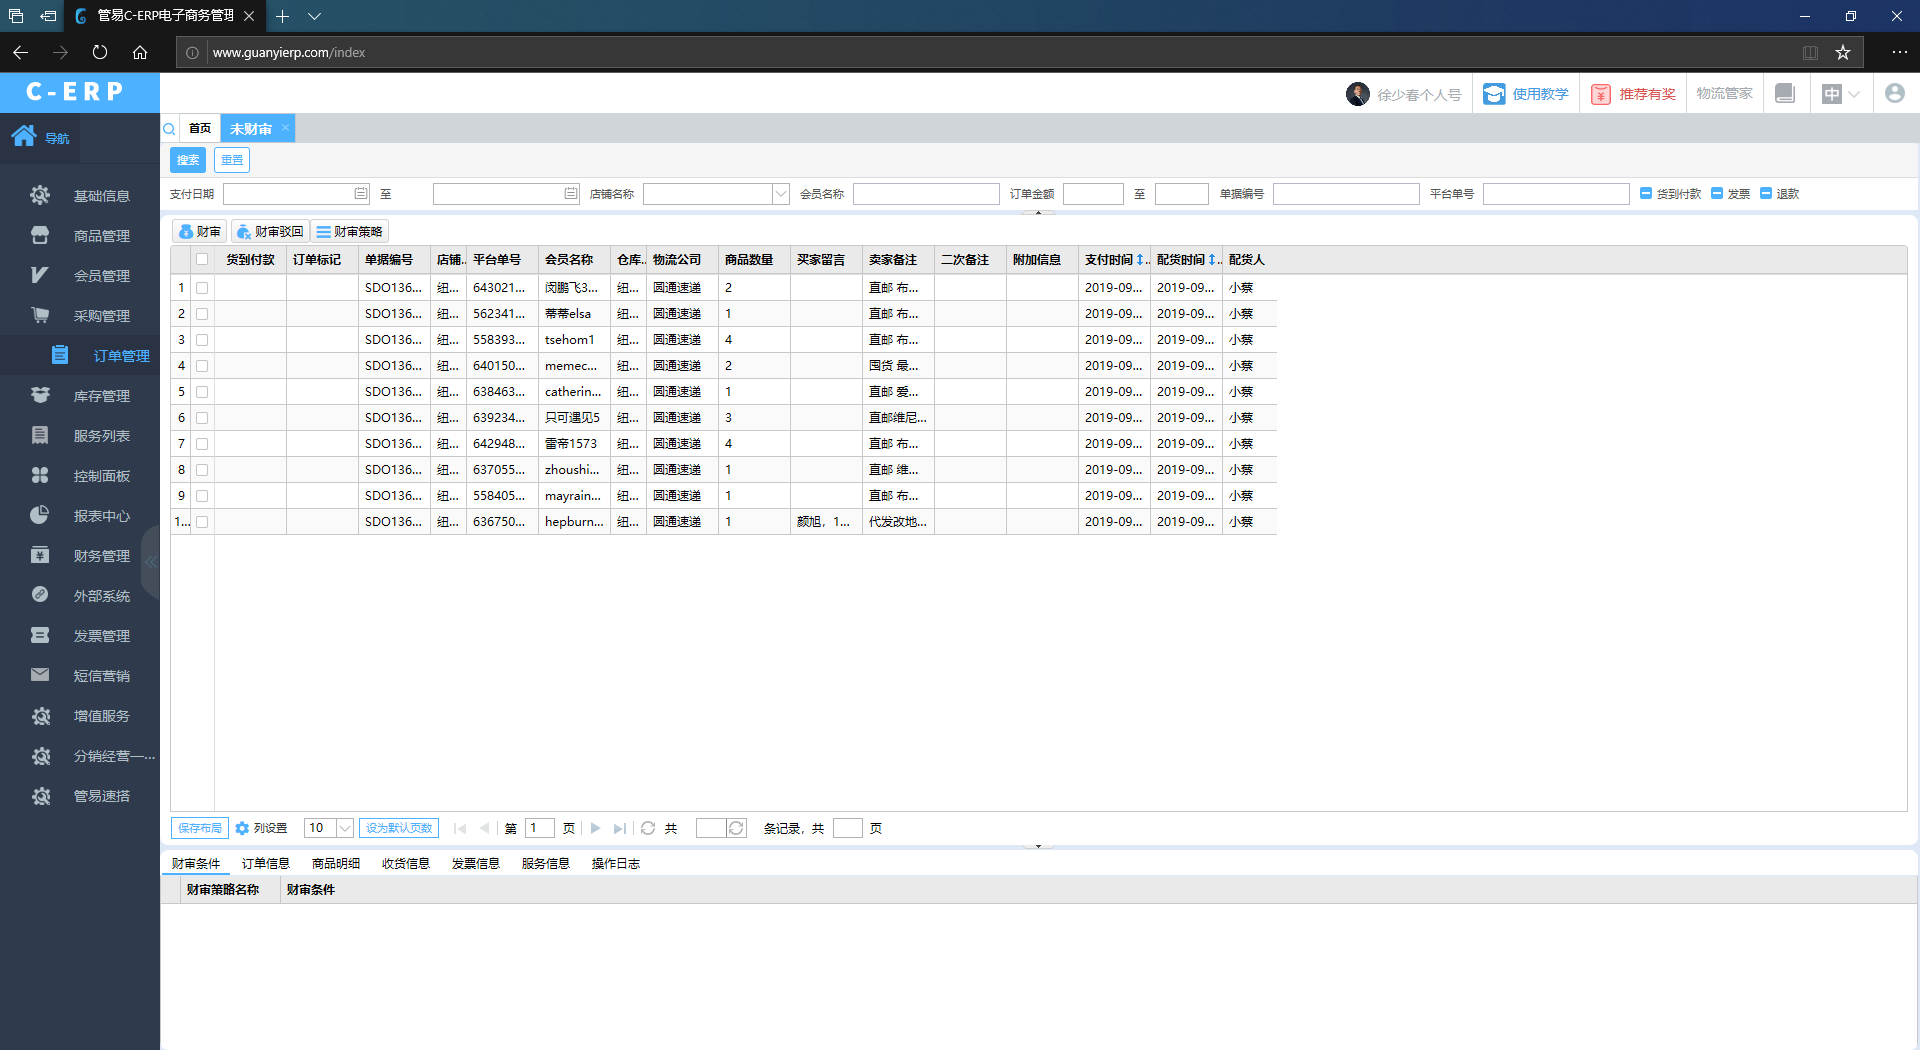 管易C-ERP电子商务管理
www.guanyierp.com/index
C-ERP
徐少春个人号
使用教学
推荐有奖
物流管家
中
导航
首页
未财审
基础信息
商品管理
会员管理
采购管理
订单管理
库存管理
服务列表
控制面板
报表中心
财务管理
外部系统
发票管理
短信营销
增值服务
分销经营一...
管易速搭
搜索 重置
支付日期 至 店铺名称 会员名称 订单金额 至 单据编号 平台单号 货到付款 发票 退款
财审 财审驳回 财审策略
货到付款 订单标记 单据编号 店铺.. 平台单号 会员名称 仓库.. 物流公司 商品数量 买家留言 卖家备注 二次备注 附加信息 支付时间 .. 配货时间 .. 配货人
1 SDO136... 纽... 643021... 闵鹏飞3... 纽... 圆通速递 2 直邮 布... 2019-09... 2019-09... 小蔡
2 SDO136... 纽... 562341... 蒂蒂elsa 纽... 圆通速递 1 直邮 布... 2019-09... 2019-09... 小蔡
3 SDO136... 纽... 558393... tsehom1 纽... 圆通速递 4 直邮 布... 2019-09... 2019-09... 小蔡
4 SDO136... 纽... 640150... memec... 纽... 圆通速递 2 囤货 最... 2019-09... 2019-09... 小蔡
5 SDO136... 纽... 638463... catherin... 纽... 圆通速递 1 直邮 爱... 2019-09... 2019-09... 小蔡
6 SDO136... 纽... 639234... 只可遇见5 纽... 圆通速递 3 直邮维尼... 2019-09... 2019-09... 小蔡
7 SDO136... 纽... 642948... 雷帝1573 纽... 圆通速递 4 直邮 布... 2019-09... 2019-09... 小蔡
8 SDO136... 纽... 637055... zhoushi... 纽... 圆通速递 1 直邮 维... 2019-09... 2019-09... 小蔡
9 SDO136... 纽... 558405... mayrain... 纽... 圆通速递 1 直邮 布... 2019-09... 2019-09... 小蔡
1... SDO136... 纽... 636750... hepburn... 纽... 圆通速递 1 颜旭，1... 代发改地... 2019-09... 2019-09... 小蔡
保存布局 列设置 10 设为默认页数 第 1 页 共 条记录，共 页
财审条件 订单信息 商品明细 收货信息 发票信息 服务信息 操作日志
财审策略名称 财审条件